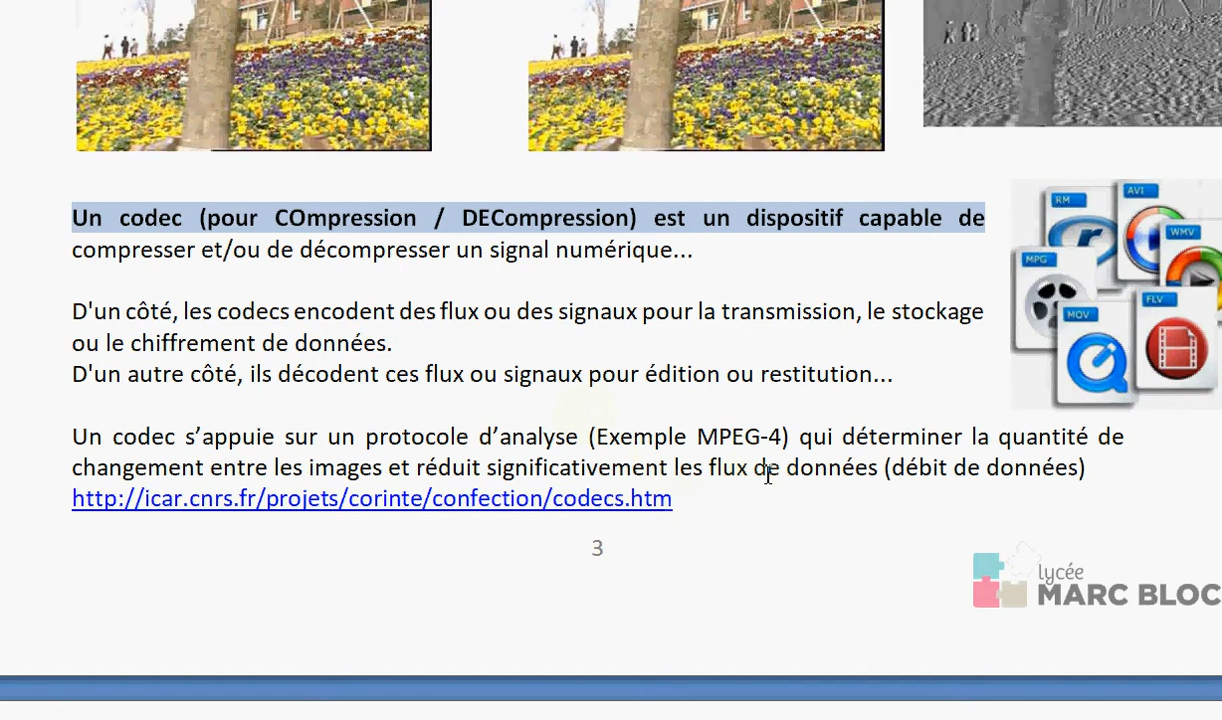 Un codec (pour COmpression / DECompression) est un dispositif capable de
compresser et/ou de décompresser un signal numérique...
D'un côté, les codecs encodent des flux ou des signaux pour la transmission, le stockage
ou le chiffrement de données.
D'un autre côté, ils décodent ces flux ou signaux pour édition ou restitution...
Un codec s’appuie sur un protocole d’analyse (Exemple MPEG-4) qui déterminer la quantité de
changement entre les images et réduit significativement les flux de données (débit de données)
http://icar.cnrs.fr/projets/corinte/confection/codecs.htm
RM
AVI
WMV
MPG
FLV
MOV
3
lycée
MARC BLOC